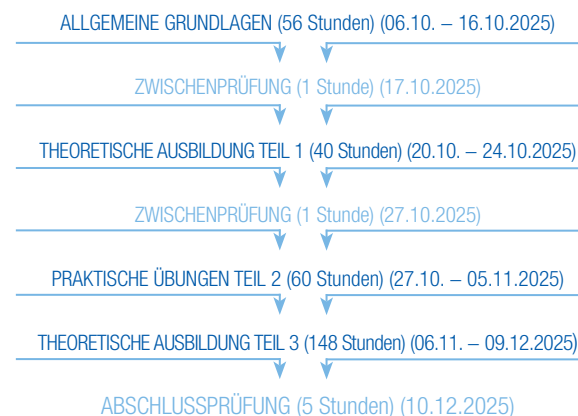 ALLGEMEINE GRUNDLAGEN (56 Stunden) (06.10. – 16.10.2025)
ZWISCHENPRÜFUNG (1 Stunde) (17.10.2025)
THEORETISCHE AUSBILDUNG TEIL 1 (40 Stunden) (20.10. – 24.10.2025)
ZWISCHENPRÜFUNG (1 Stunde) (27.10.2025)
PRAKTISCHE ÜBUNGEN TEIL 2 (60 Stunden) (27.10. – 05.11.2025)
THEORETISCHE AUSBILDUNG TEIL 3 (148 Stunden) (06.11. – 09.12.2025)
ABSCHLUSSPRÜFUNG (5 Stunden) (10.12.2025)